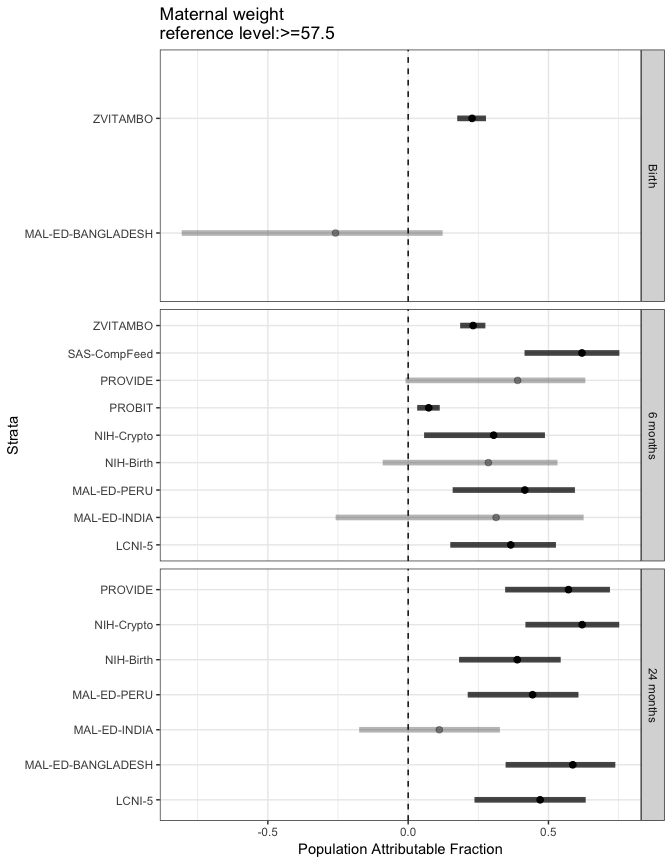 Maternal weight
reference level:>=57.5
ZVITAMBO
MAL-ED-BANGLADESH
Birth
ZVITAMBO
SAS-CompFeed
PROVIDE
PROBIT
NIH-Crypto
NIH-Birth
MAL-ED-PERU
MAL-ED-INDIA
LCNI-5
6 months
PROVIDE
NIH-Crypto
NIH-Birth
MAL-ED-PERU
MAL-ED-INDIA
MAL-ED-BANGLADESH
LCNI-5
24 months
Strata
-0.5 0.0 0.5
Population Attributable Fraction